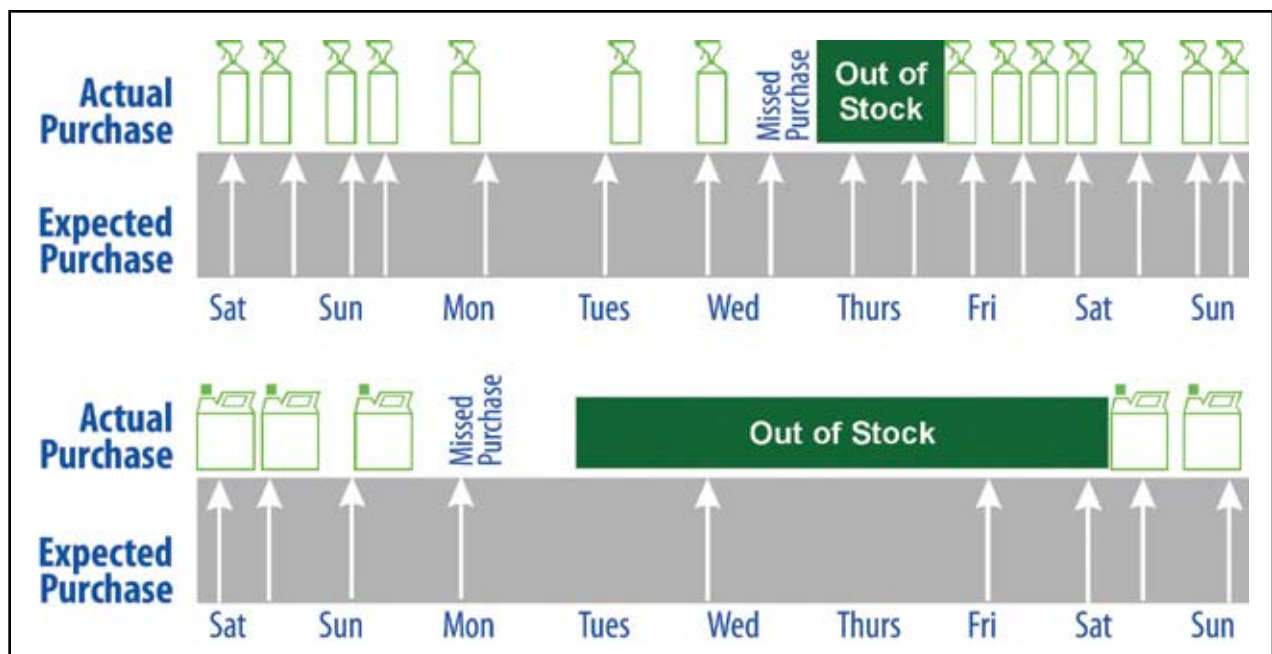 Actual
Purchase
Missed
Purchase
Out of
Stock
Expected
Purchase
Sat Sun Mon Tues Wed Thurs Fri Sat Sun
Actual
Purchase
Missed
Purchase
Out of Stock
Expected
Purchase
Sat Sun Mon Tues Wed Thurs Fri Sat Sun